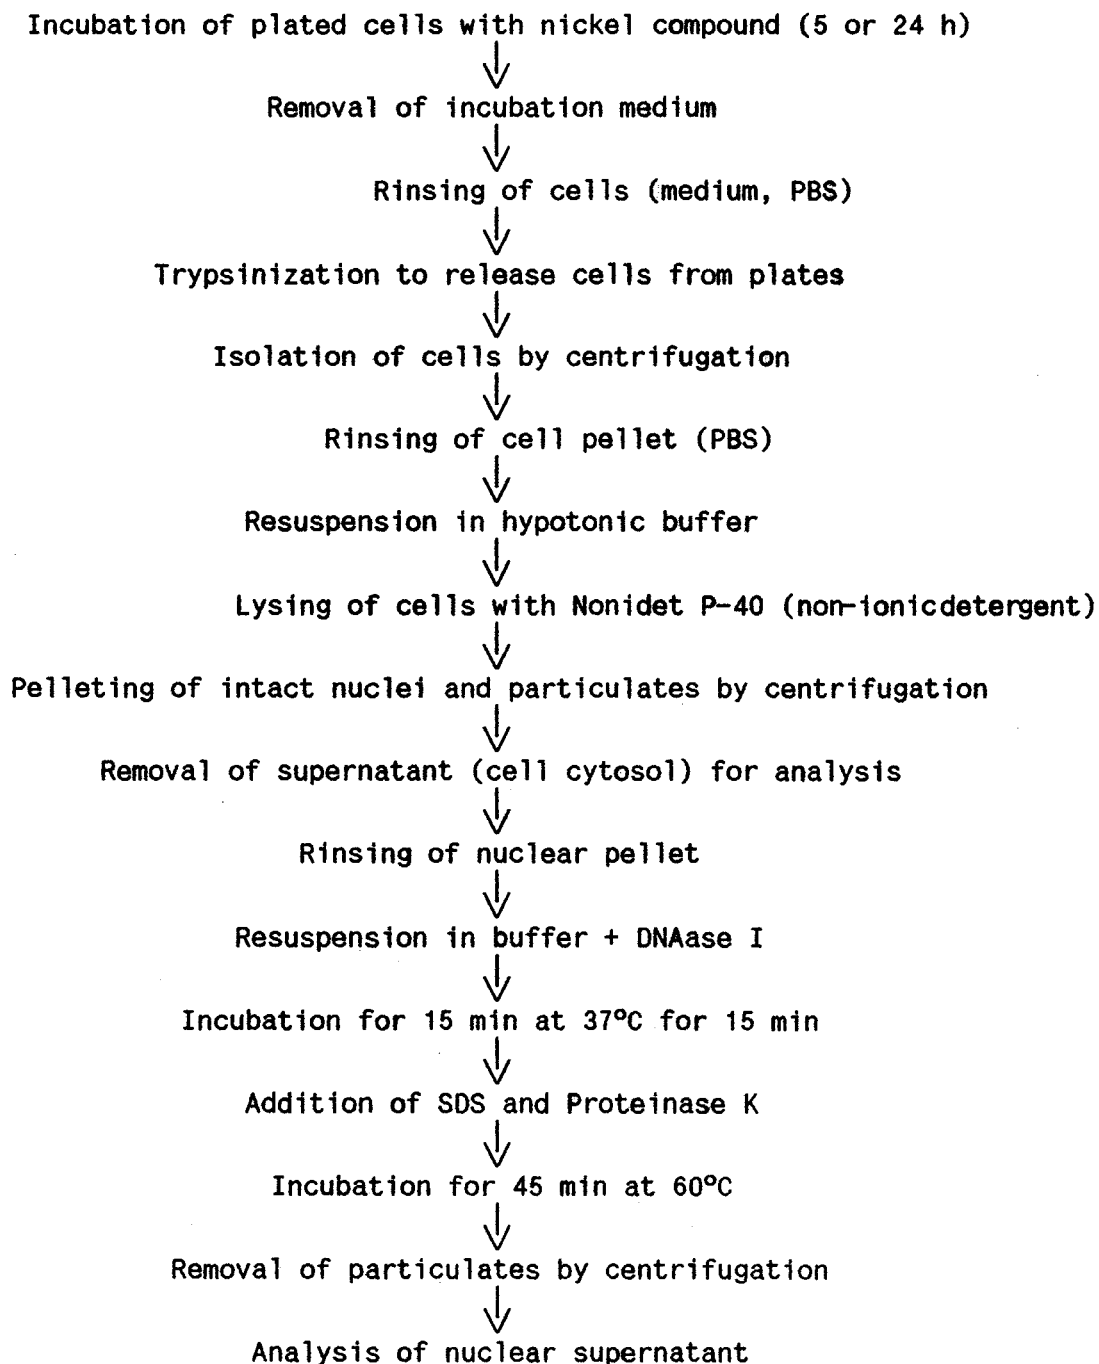 Incubation of plated cells with nickel compound (5 or 24 h)
Removal of incubation medium
Rinsing of cells (medium, PBS)
Trypsinization to release cells from plates
Isolation of cells by centrifugation
Rinsing of cell pellet (PBS)
Resuspension in hypotonic buffer
Lysing of cells with Nonidet P-40 (non-ionicdetergent)
Pelleting of intact nuclei and particulates by centrifugation
Removal of supernatant (cell cytosol) for analysis
Rinsing of nuclear pellet
Resuspension in buffer + DNAase I
Incubation for 15 min at 37°C for 15 min
Addition of SDS and Proteinase K
Incubation for 45 min at 60°C
Removal of particulates by centrifugation
Analysis of nuclear supernatant